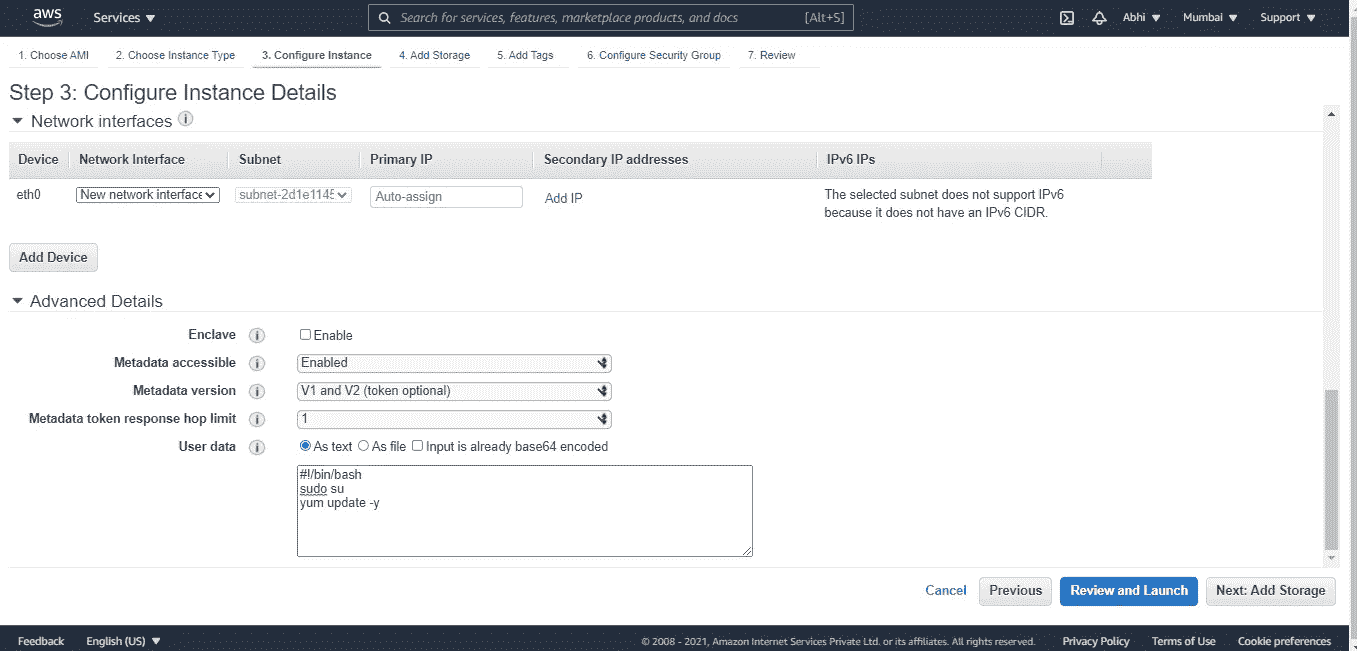 aws Services Search for services, features, marketplace products, and docs [Alt+S] Abhi Mumbai Support
1. Choose AMI 2. Choose Instance Type 3. Configure Instance 4. Add Storage 5. Add Tags 6. Configure Security Group 7. Review
Step 3: Configure Instance Details
Network interfaces i
Device Network Interface Subnet Primary IP Secondary IP addresses IPv6 IPs
eth0 New network interface subnet-2d1e1145 Auto-assign Add IP The selected subnet does not support IPv6
because it does not have an IPv6 CIDR.
Add Device
Advanced Details
Enclave i Enable
Metadata accessible i Enabled
Metadata version i V1 and V2 (token optional)
Metadata token response hop limit i 1
User data i As text As file Input is already base64 encoded
#!/bin/bash
sudo su
yum update -y
Cancel Previous Review and Launch Next: Add Storage
Feedback English (US) © 2008 - 2021, Amazon Internet Services Private Ltd. or its affiliates. All rights reserved. Privacy Policy Terms of Use Cookie preferences